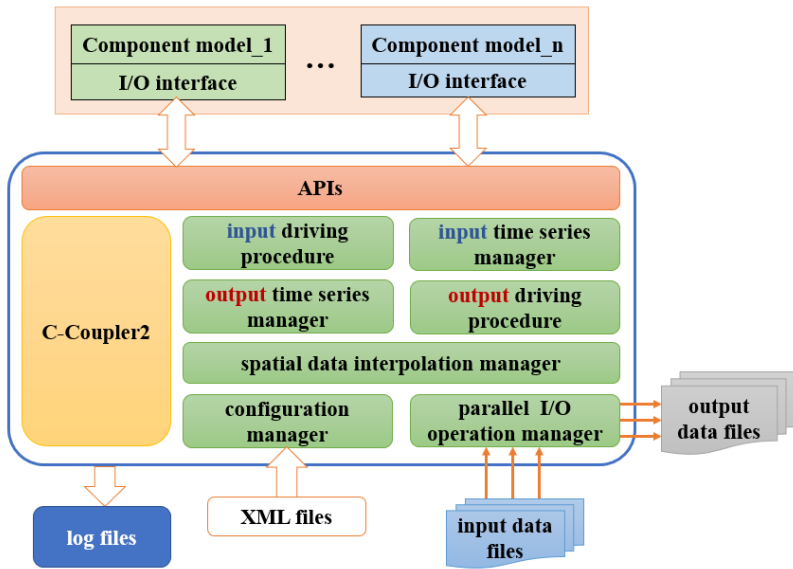 Component model_1
I/O interface
...
Component model_n
I/O interface
APIs
C-Coupler2
input driving
procedure
input time series
manager
output time series
manager
output driving
procedure
spatial data interpolation manager
configuration
manager
parallel I/O
operation manager
output
data files
log files
XML files
input data
files